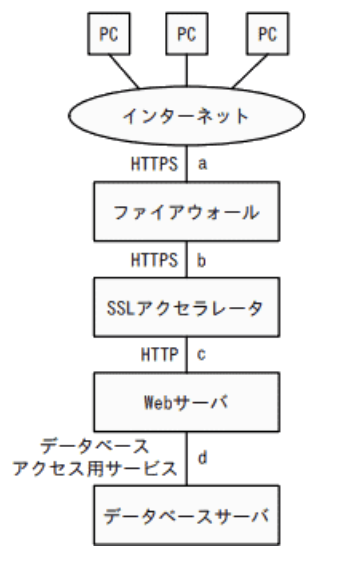 PC PC PC
インターネット
HTTPS a
ファイアウォール
HTTPS b
SSLアクセラレータ
HTTP c
Webサーバ
データベース
アクセス用サービス d
データベースサーバ